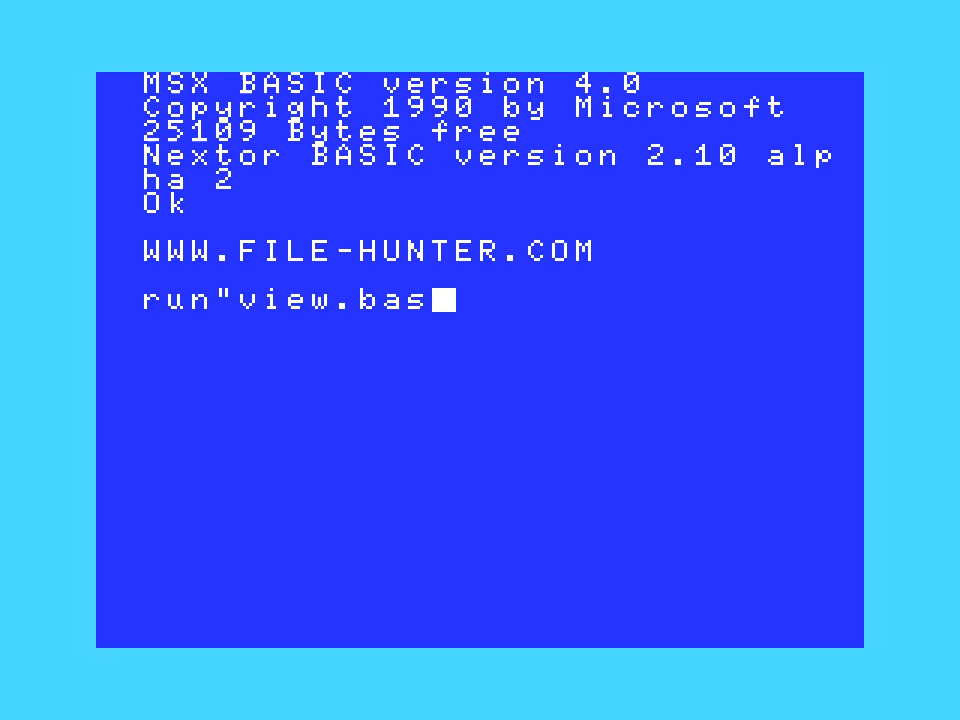 MSX BASIC version 4.0
Copyright 1990 by Microsoft
25109 Bytes free
Nextor BASIC version 2.10 alp
ha 2
Ok
WWW.FILE-HUNTER.COM
run"view.bas